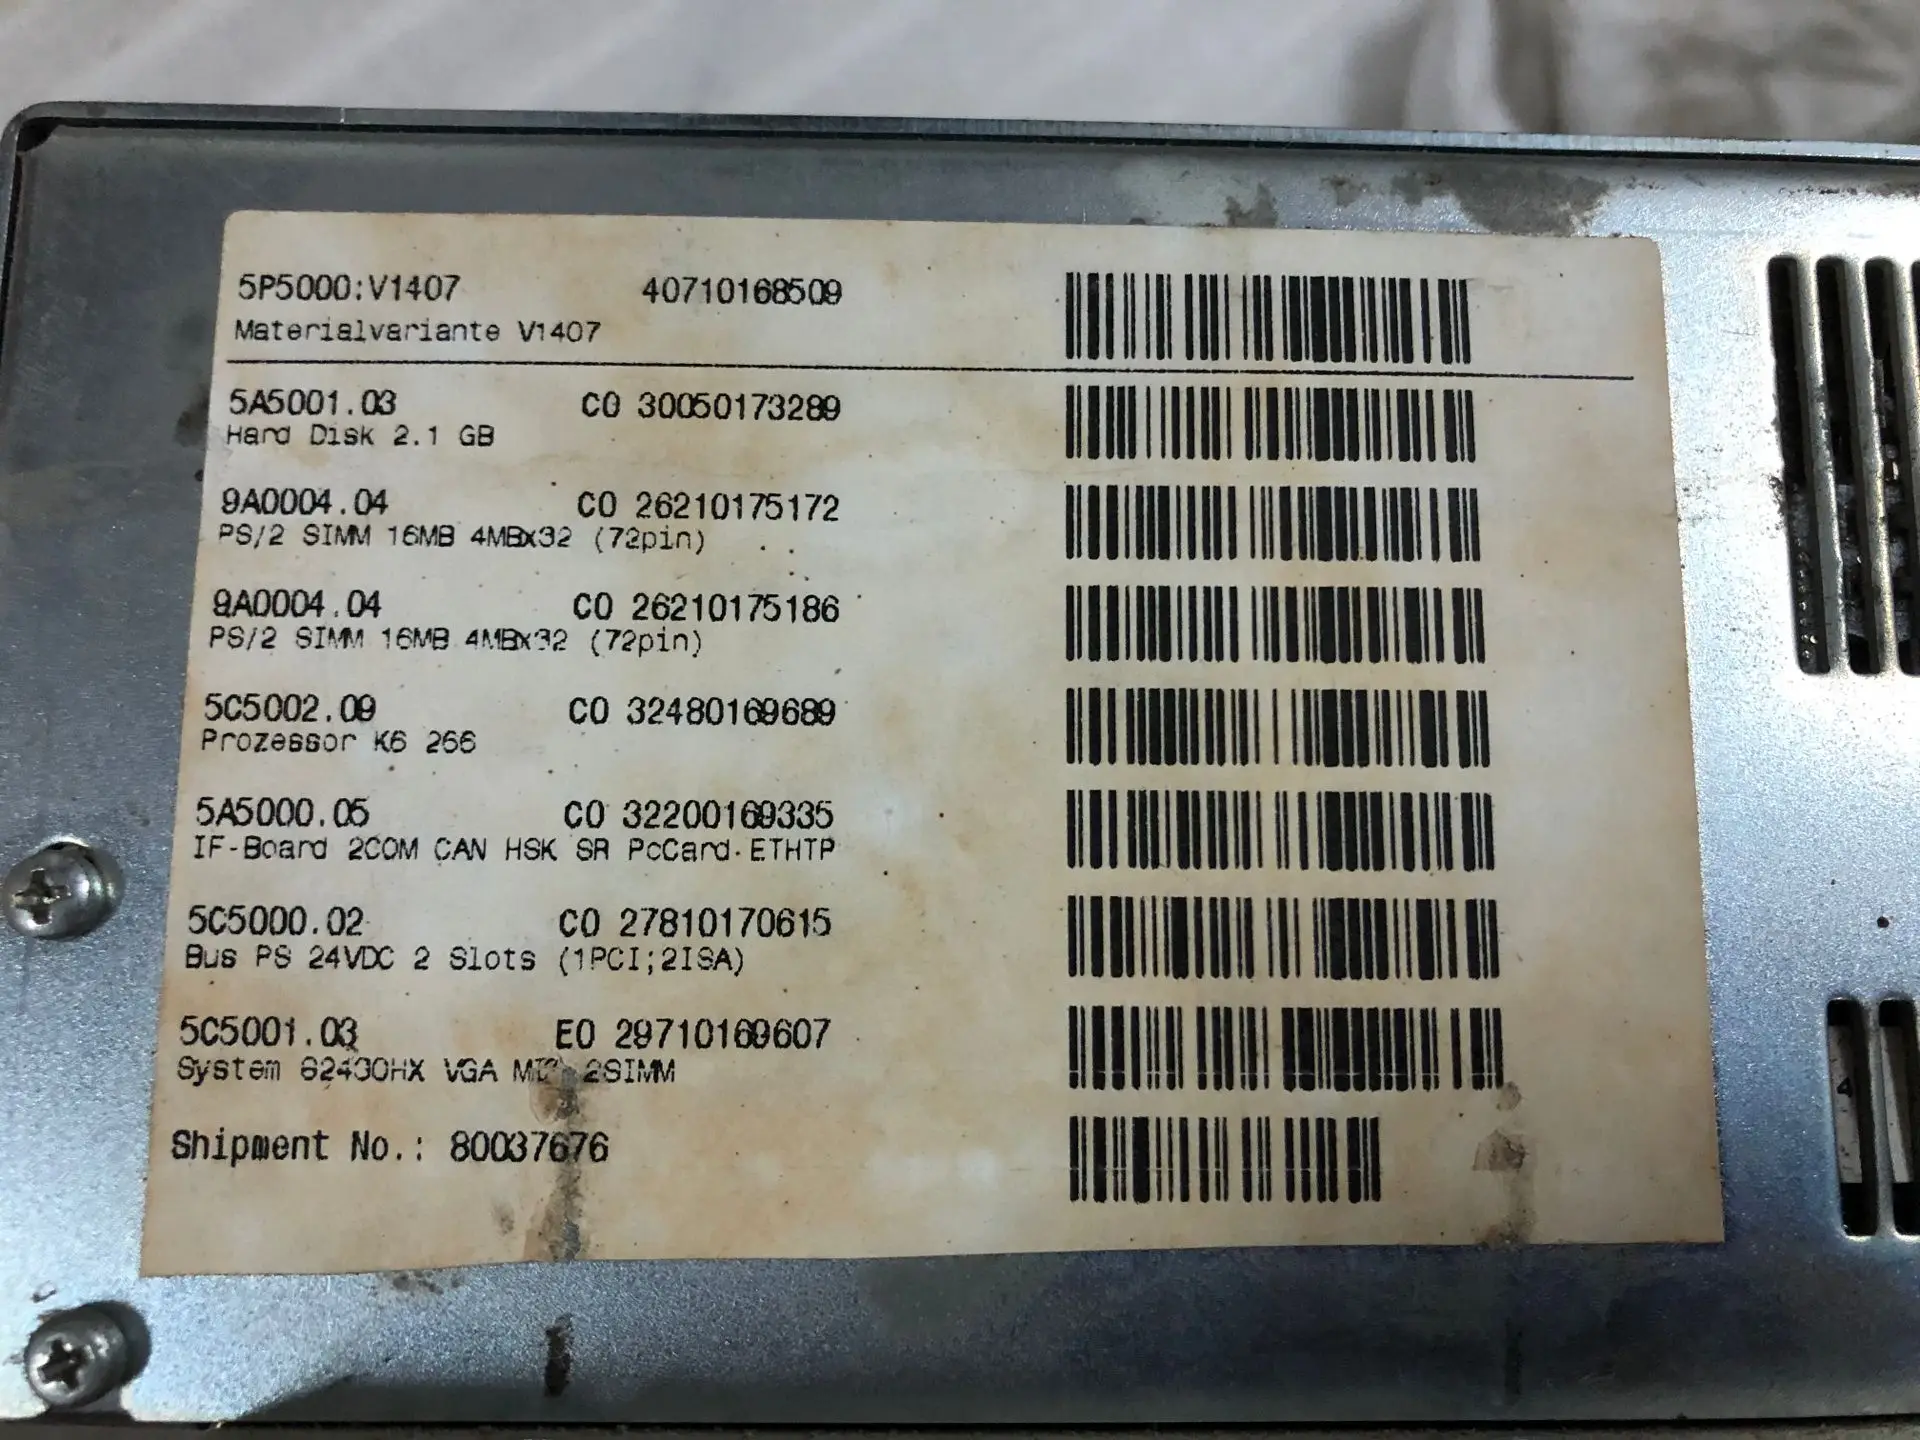 5P5000:V1407 40710168509
Materialvariante V1407
5A5001.03 C0 30050173289
Hard Disk 2.1 GB
9A0004.04 C0 26210175172
PS/2 SIMM 16MB 4MBx32 (72pin)
9A0004.04 C0 26210175186
PS/2 SIMM 16MB 4MBx32 (72pin)
5C5002.09 C0 32480169689
Prozessor K6 266
5A5000.05 C0 32200169335
IF-Board 2COM CAN HSK SR PcCard ETHTP
5C5000.02 C0 27810170615
Bus PS 24VDC 2 Slots (1PCI;2ISA)
5C5001.03 E0 29710169607
System 82430HX VGA 2SIMM
Shipment No.: 80037676
4